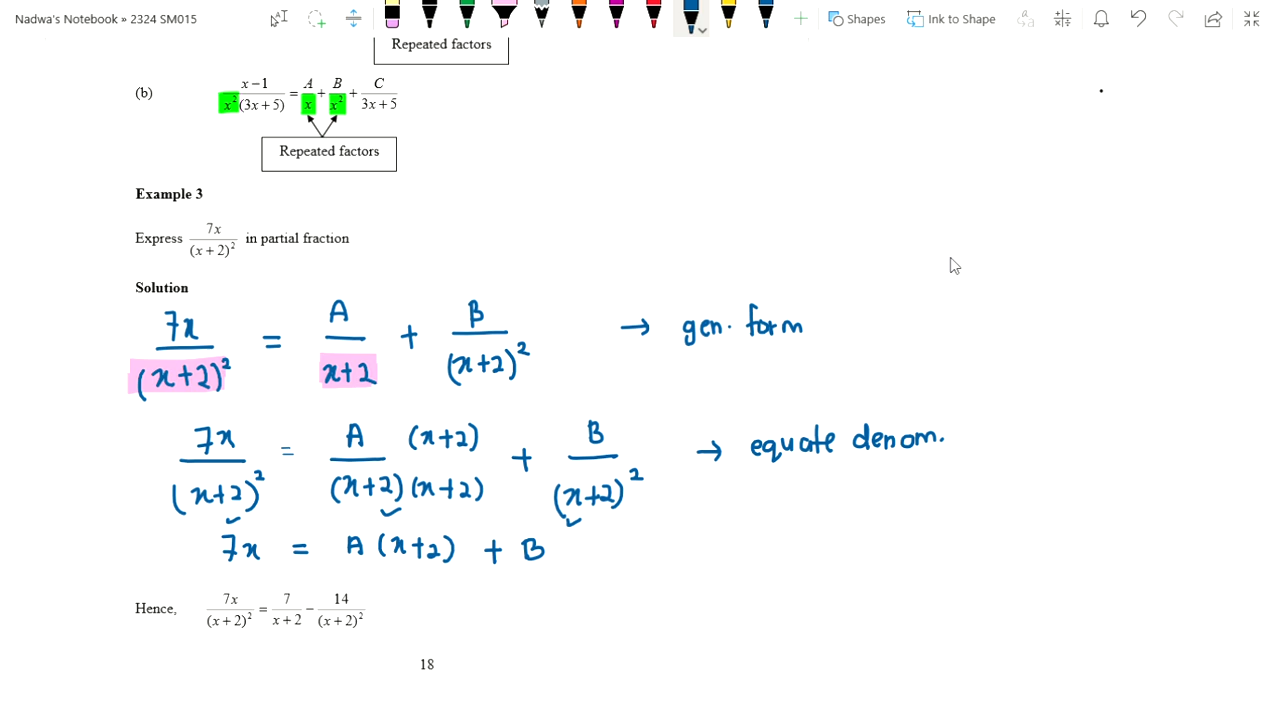 Nadwa's Notebook » 2324 SM015
Shapes
Ink to Shape
Repeated factors
(b) x−1 / x²(3x+5) = A/x + B/x² + C/3x+5
Repeated factors
Example 3
Express 7x/(x+2)² in partial fraction
Solution
7x/(x+2)² = A/x+2 + B/(x+2)² → gen. form
7x/(x+2)² = A (x+2)/(x+2)(x+2) + B/(x+2)² → equate denom.
7x = A(x+2) + B
Hence, 7x/(x+2)² = 7/x+2 − 14/(x+2)²
18